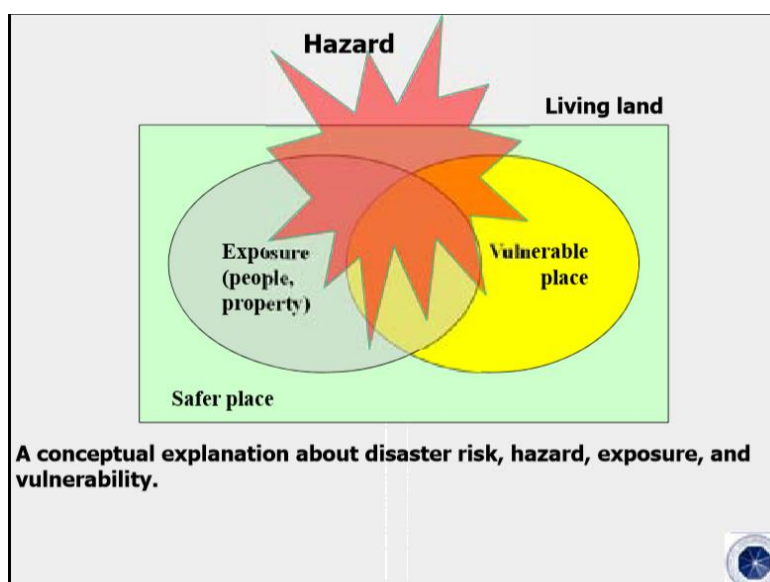 Hazard
Living land
Exposure
(people,
property)
Vulnerable
place
Safer place
A conceptual explanation about disaster risk, hazard, exposure, and
vulnerability.